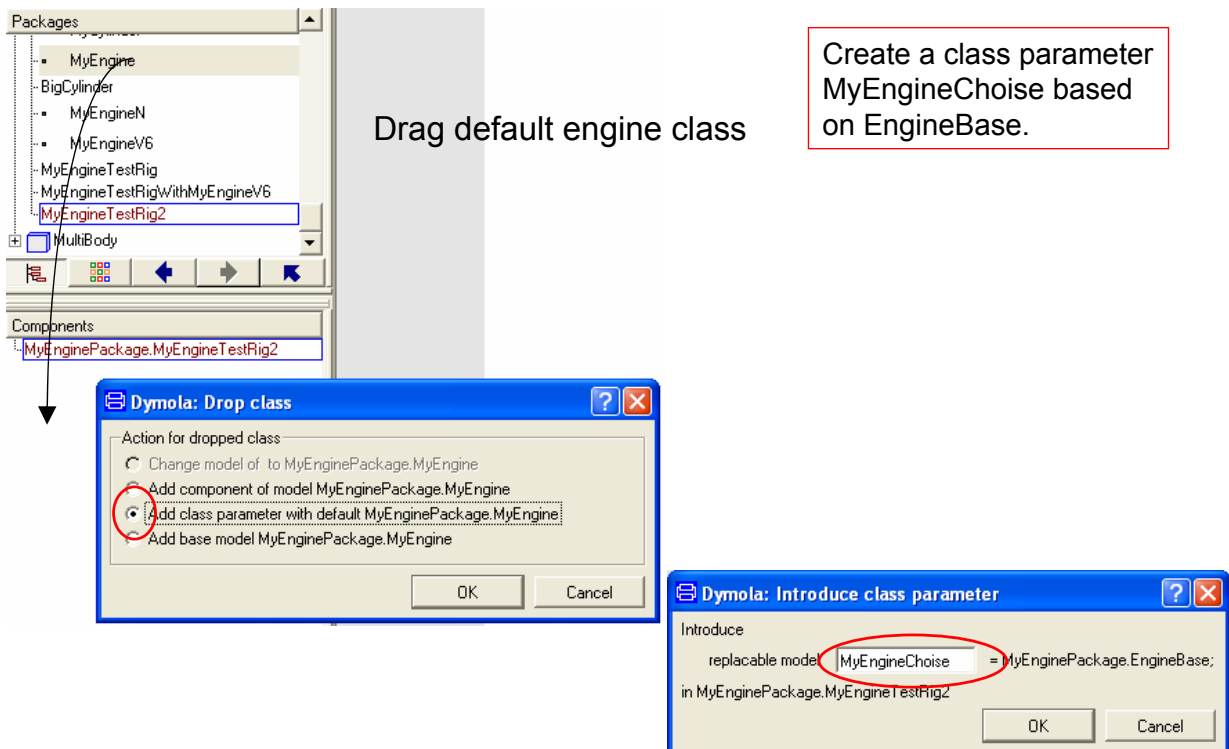 Packages
MyEngine
BigCylinder
MyEngineN
MyEngineV6
MyEngineTestRig
MyEngineTestRigWithMyEngineV6
MyEngineTestRig2
MultiBody
Components
MyEnginePackage.MyEngineTestRig2
Drag default engine class
Create a class parameter
MyEngineChoise based
on EngineBase.
Dymola: Drop class
Action for dropped class
Change model of to MyEnginePackage.MyEngine
Add component of model MyEnginePackage.MyEngine
Add class parameter with default MyEnginePackage.MyEngine
Add base model MyEnginePackage.MyEngine
OK Cancel
Dymola: Introduce class parameter
Introduce
replacable model MyEngineChoise = MyEnginePackage.EngineBase;
in MyEnginePackage.MyEngineTestRig2
OK Cancel